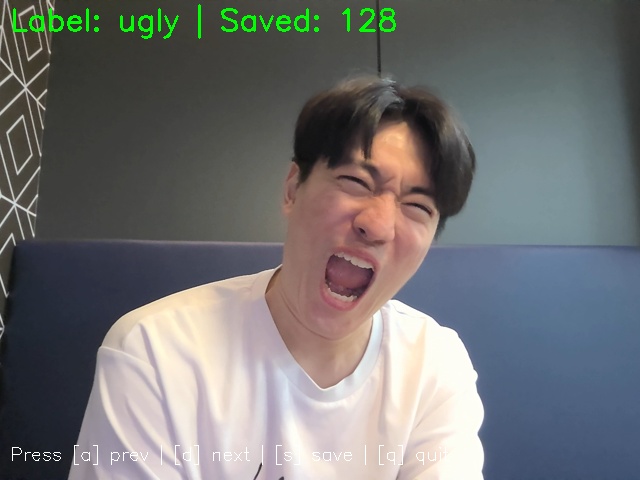 Label: ugly | Saved: 128
Press [a] prev | [d] next | [s] save | [q] quit